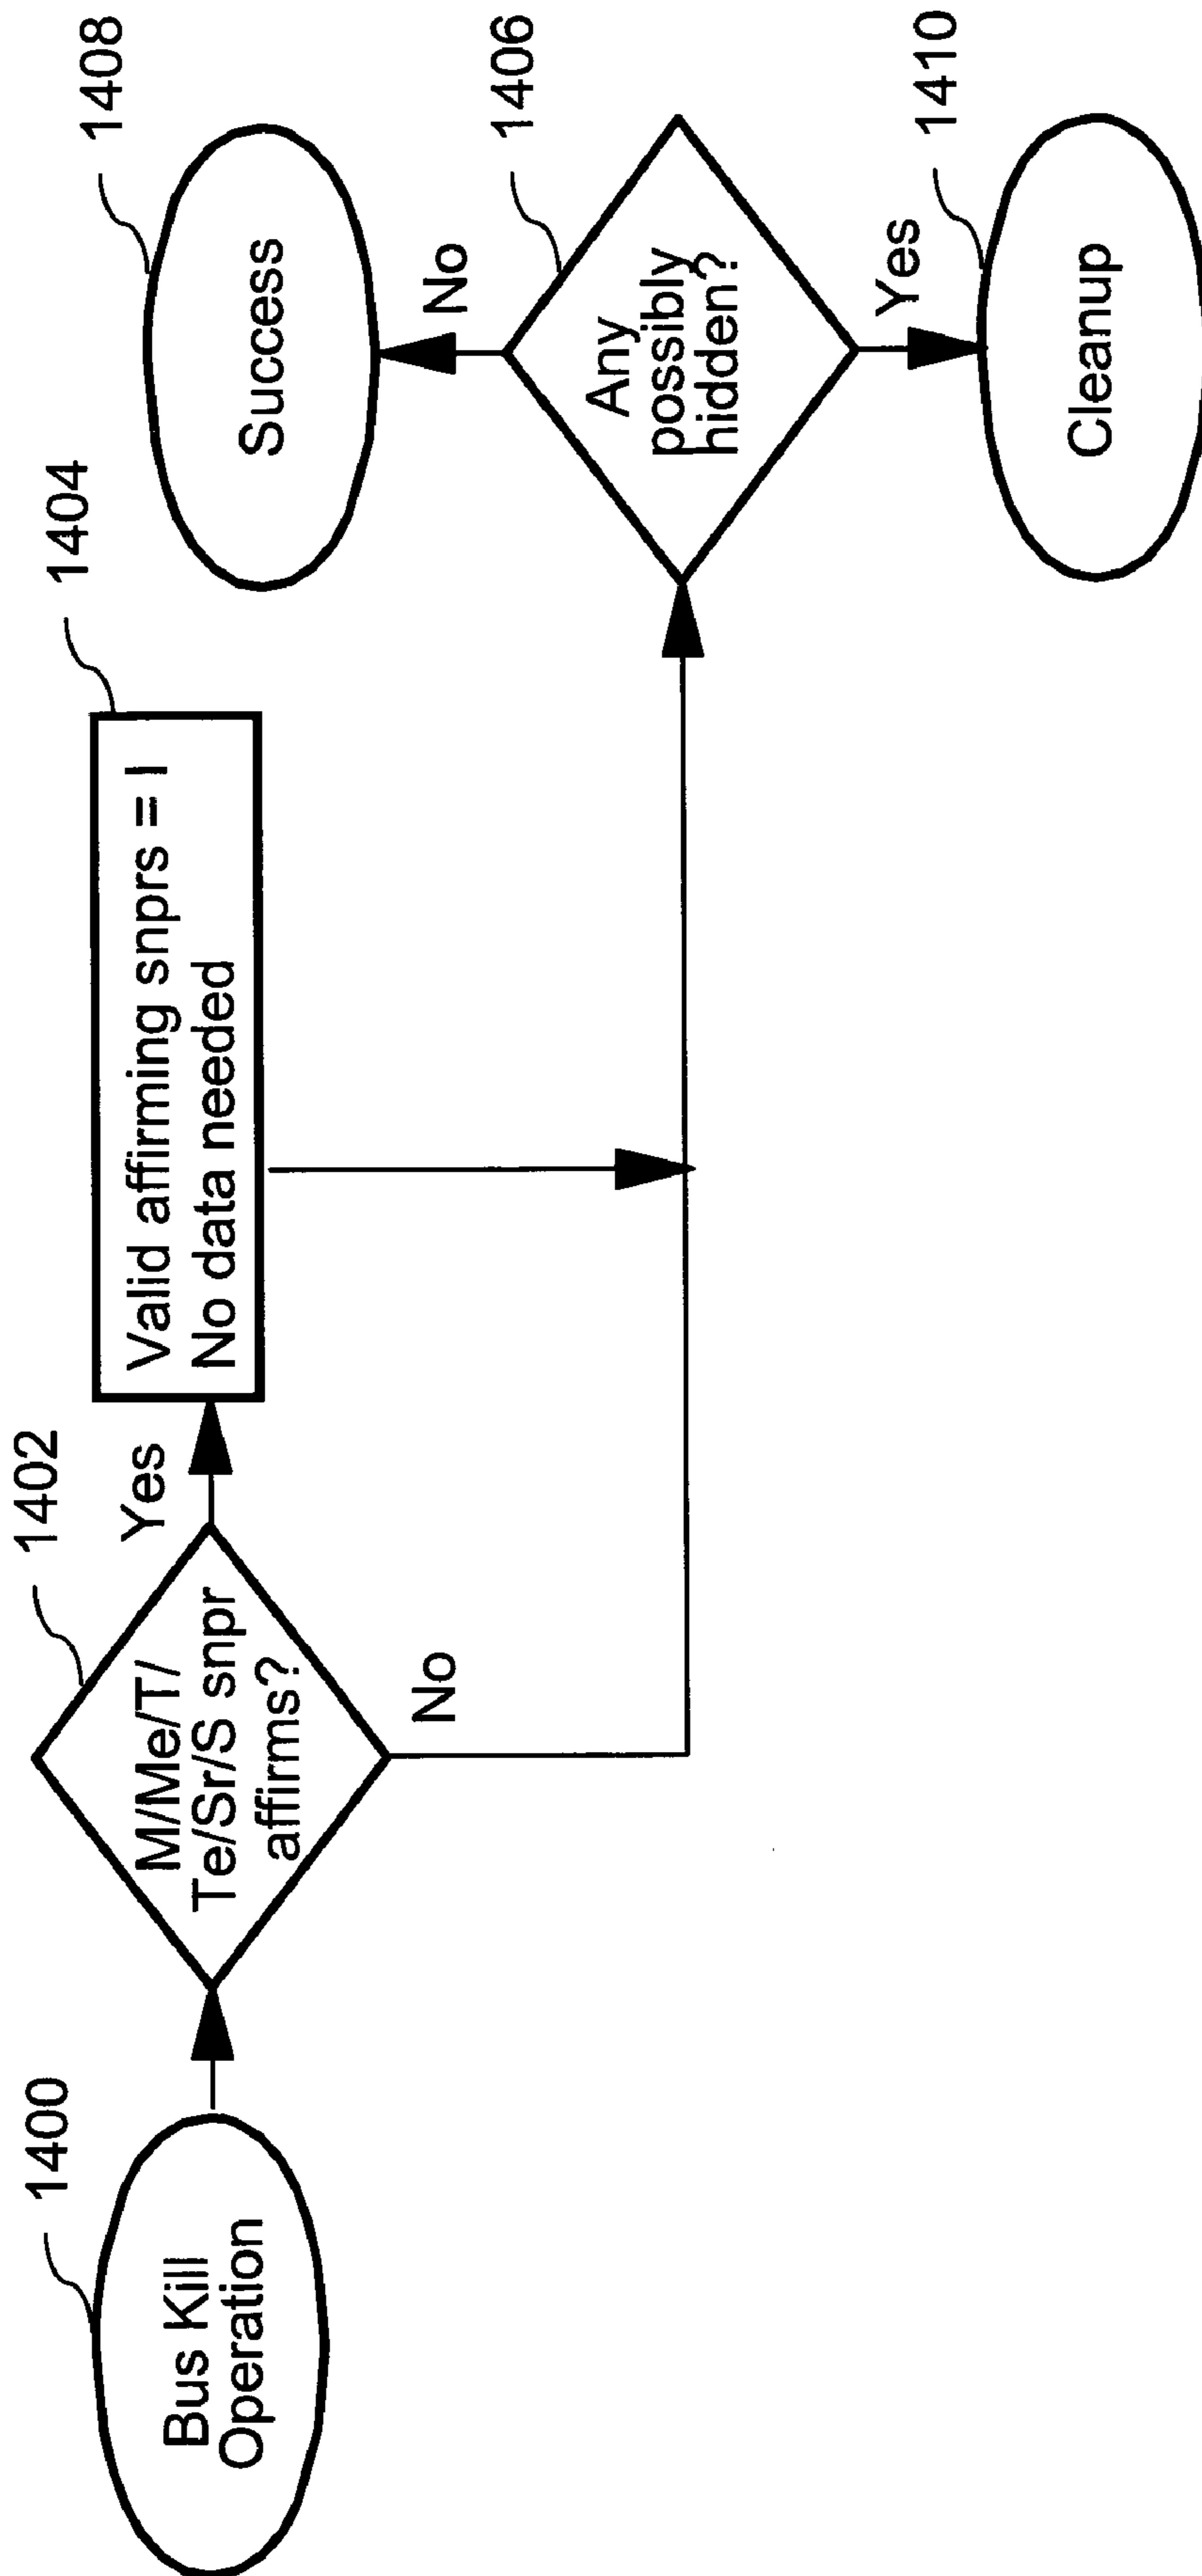 1400
Bus Kill
Operation
1402
M/Me/T/
Te/Sr/S snpr
affirms?
Yes
No
1404
Valid affirming snprs = I
No data needed
1406
Any
possibly
hidden?
No
1408
Success
Yes
1410
Cleanup